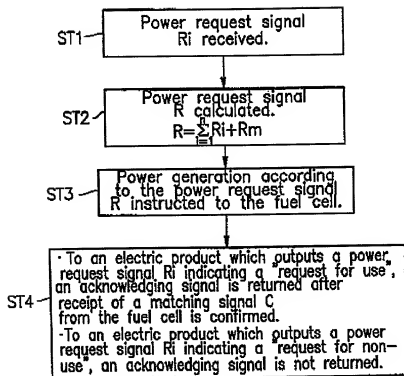 ST1
Power request signal
Ri received.
ST2
Power request signal
R calculated.
R=∑Ri+Rm
n
i=1
ST3
Power generation according
to the power request signal
R instructed to the fuel cell.
ST4
·To an electric product which outputs a power
request signal Ri indicating a "request for use",
an acknowledging signal is returned after
receipt of a matching signal C
from the fuel cell is confirmed.
·To an electric product which outputs a power
request signal Ri indicating a "request for non-
use", an acknowledging signal is not returned.